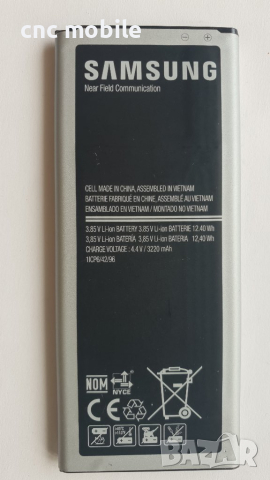 cnc mobile
SAMSUNG
Near Field Communication
CELL MADE IN CHINA, ASSEMBLED IN VIETNAM
BATTERIE FABRIQUÉ EN CHINE, ASSEMBLÉ AU VIETNAM
ENSAMBLADO EN VIETNAM / MONTADO NO VIETNAM
3.85 V Li-ion BATTERY 3,85 V Li-ion BATTERIE 12.40 Wh
3,85 V Li-ion BATERÍA 3,85 V Li-ion BATERIA 12,40 Wh
CHARGE VOLTAGE : 4.4 V / 3220 mAh
1ICP6/42/96
NOM
NYCE
CE
BAZAR